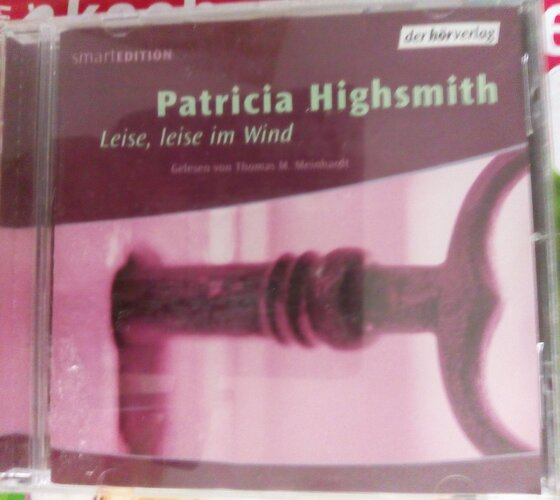 smartEDITION
der hörverlag
Patricia Highsmith
Leise, leise im Wind
Gelesen von Thomas M. Meinhardt